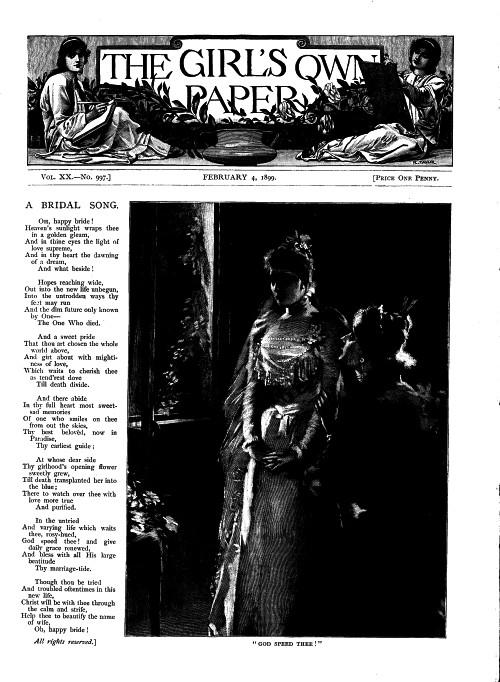 THE GIRL'S OWN
PAPER
R. TAYLOR
VOL. XX.—NO. 997.]
FEBRUARY 4, 1899.
[PRICE ONE PENNY.
A BRIDAL SONG.
OH, happy bride!
Heaven's sunlight wraps thee
in a golden gleam,
And in thine eyes the light of
love supreme,
And in thy heart the dawning
of a dream,
And what beside!
Hopes reaching wide,
Out into the new life unbegun,
Into the untrodden ways thy
feet may run
And the dim future only known
by One—
The One Who died.
And a sweet pride
That thou art chosen the whole
world above,
And girt about with mighti-
ness of love,
Which waits to cherish thee
as tend'rest dove
Till death divide.
And there abide
In thy full heart most sweet-
sad memories
Of one who smiles on thee
from out the skies,
Thy best belovèd, now in
Paradise,
Thy earliest guide;
At whose dear side
Thy girlhood's opening flower
sweetly grew,
Till death transplanted her into
the blue;
There to watch over thee with
love more true
And purified.
In the untried
And varying life which waits
thee, rosy-hued,
God speed thee! and give
daily grace renewed,
And bless with all His large
beatitude
Thy marriage-tide.
Though thou be tried
And troubled oftentimes in this
new life,
Christ will be with thee through
the calm and strife,
Help thee to beautify the name
of wife,
Oh, happy bride!
All rights reserved.]
"GOD SPEED THEE!"